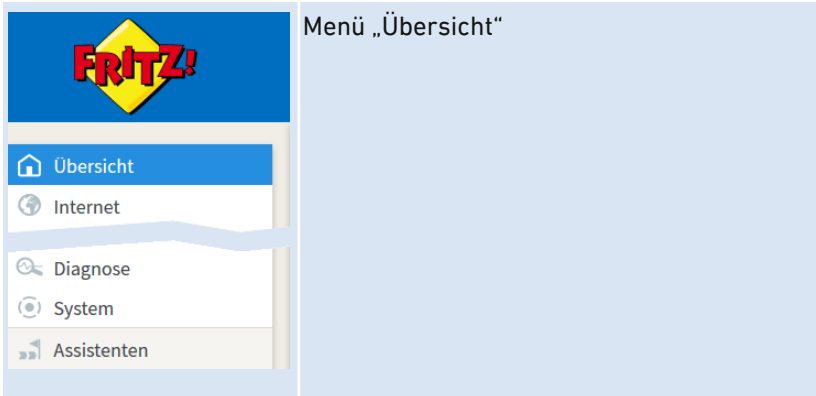 FRITZ!
Menü „Übersicht“
Übersicht
Internet
Diagnose
System
Assistenten